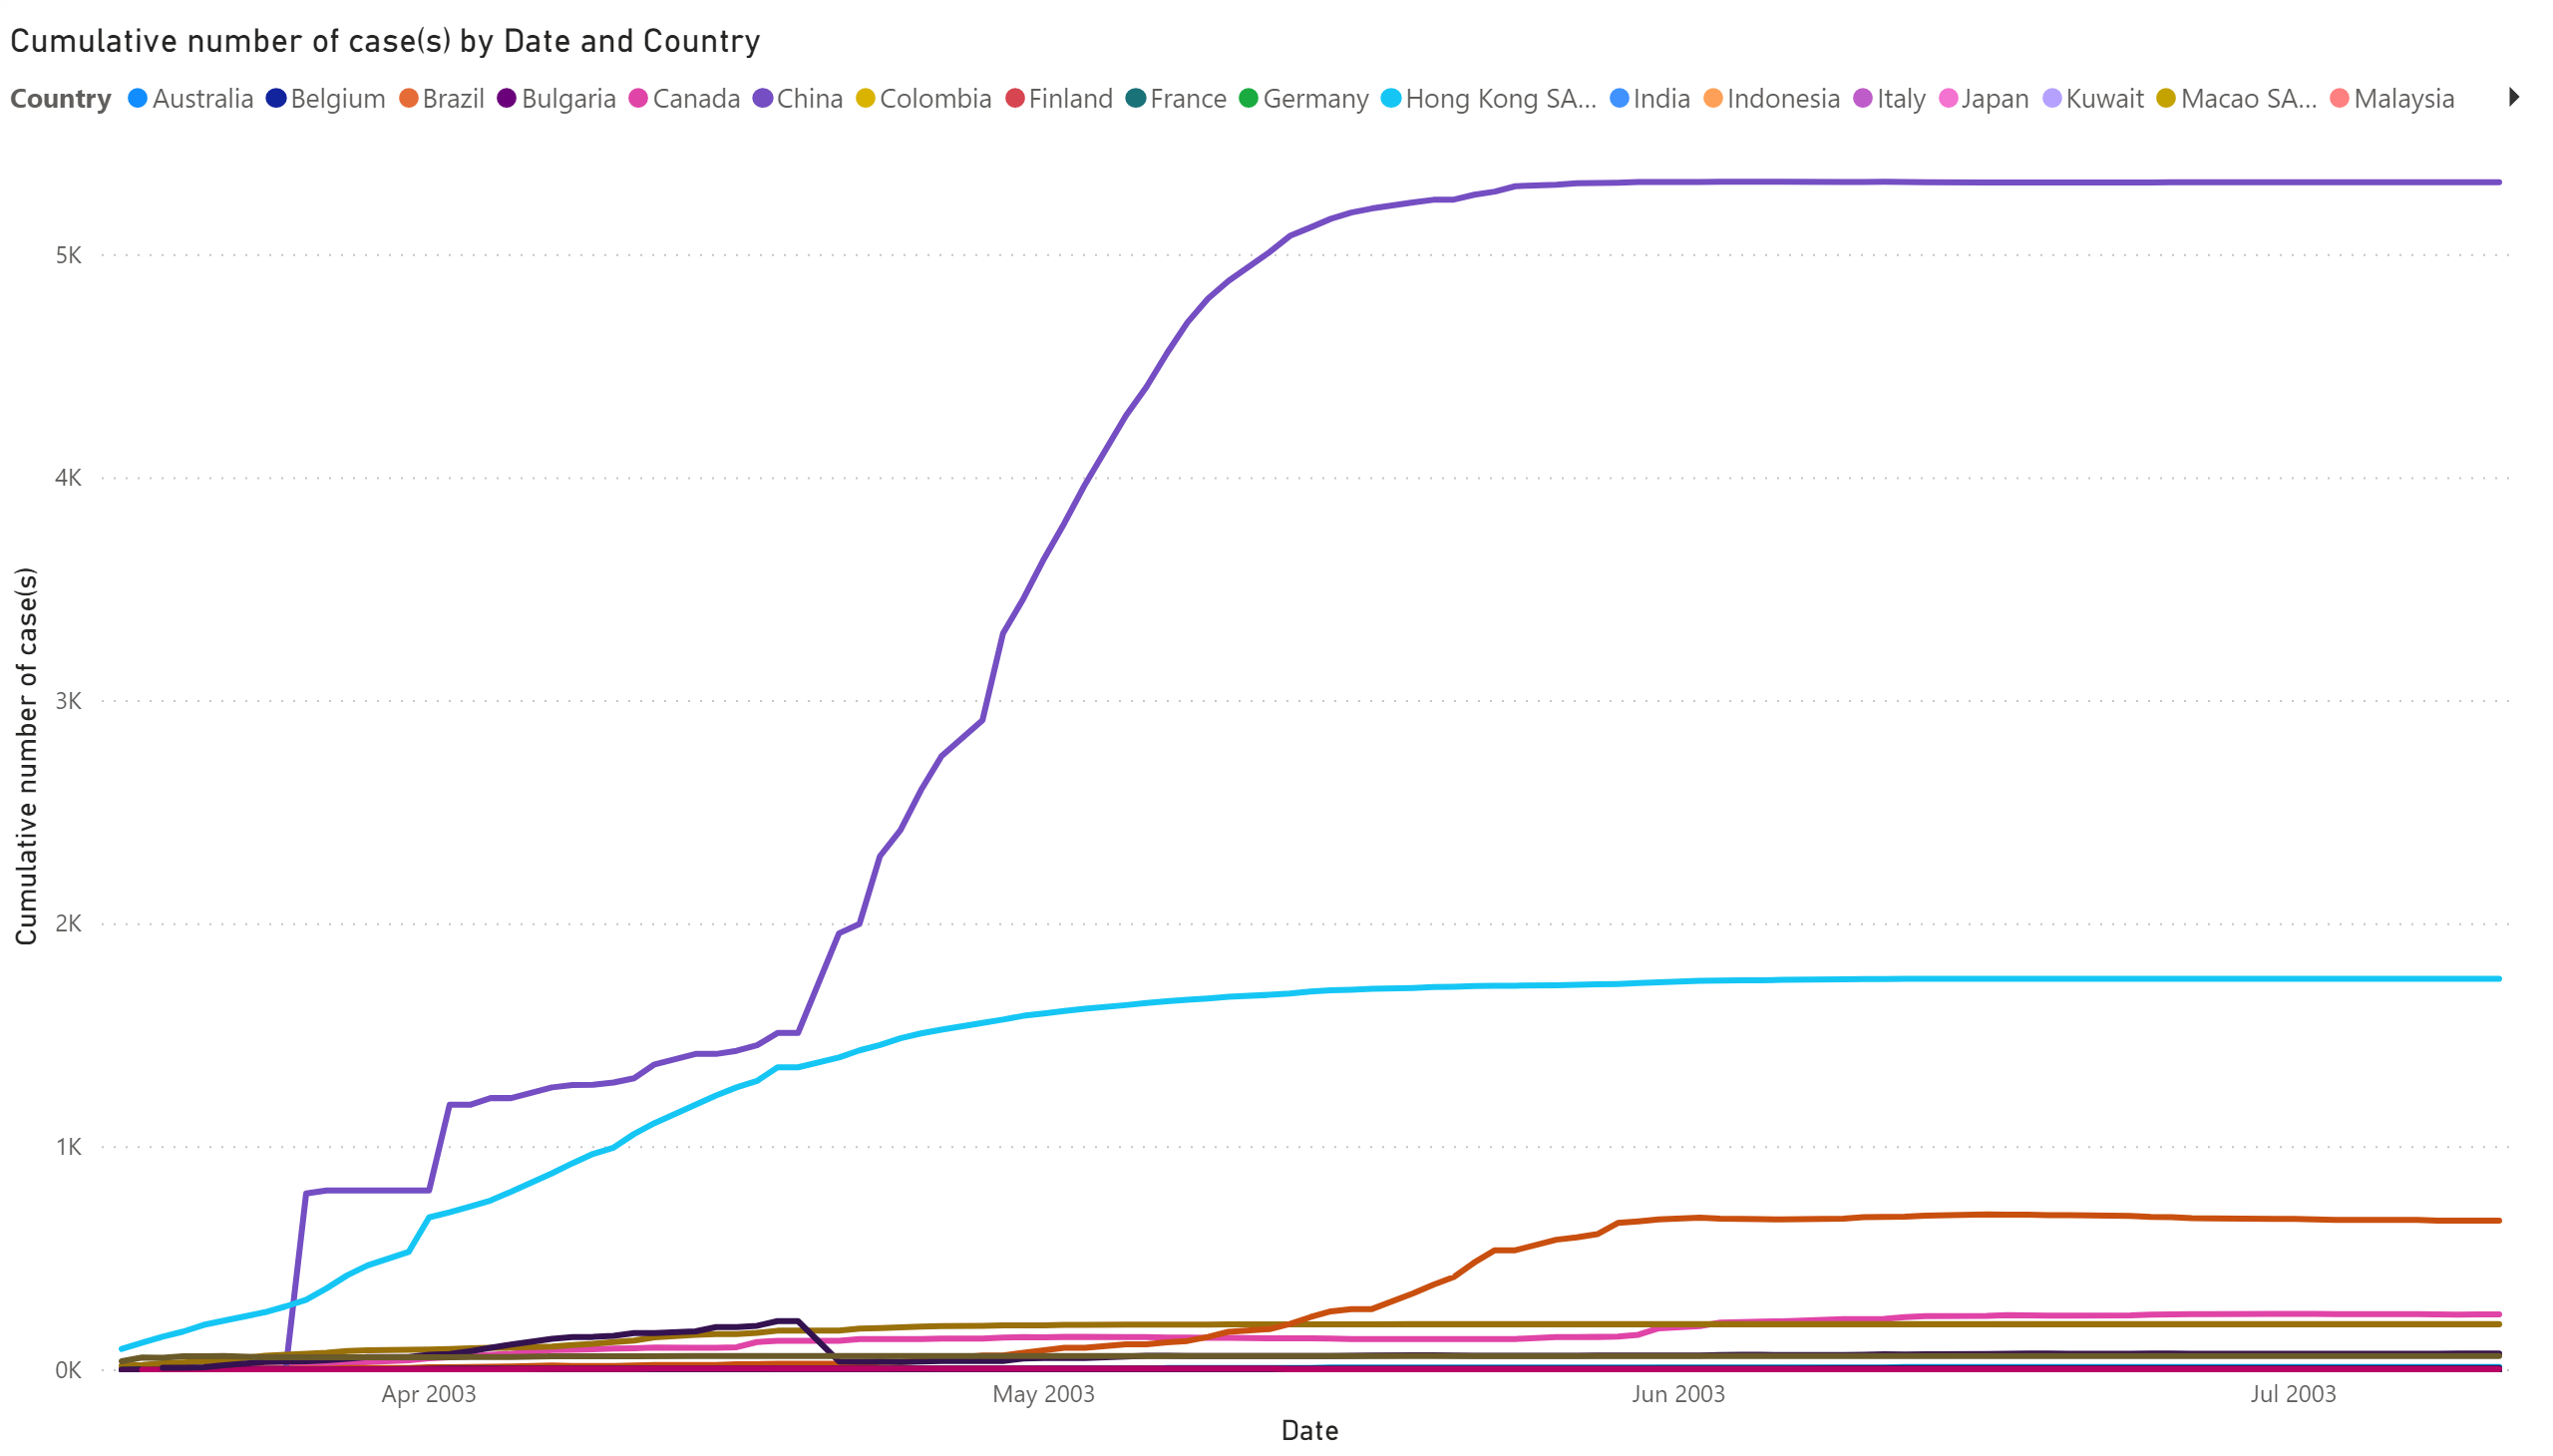 Cumulative number of case(s) by Date and Country
Country Australia Belgium Brazil Bulgaria Canada China Colombia Finland France Germany Hong Kong SA... India Indonesia Italy Japan Kuwait Macao SA... Malaysia
Cumulative number of case(s)
5K
4K
3K
2K
1K
0K
Apr 2003 May 2003 Jun 2003 Jul 2003
Date